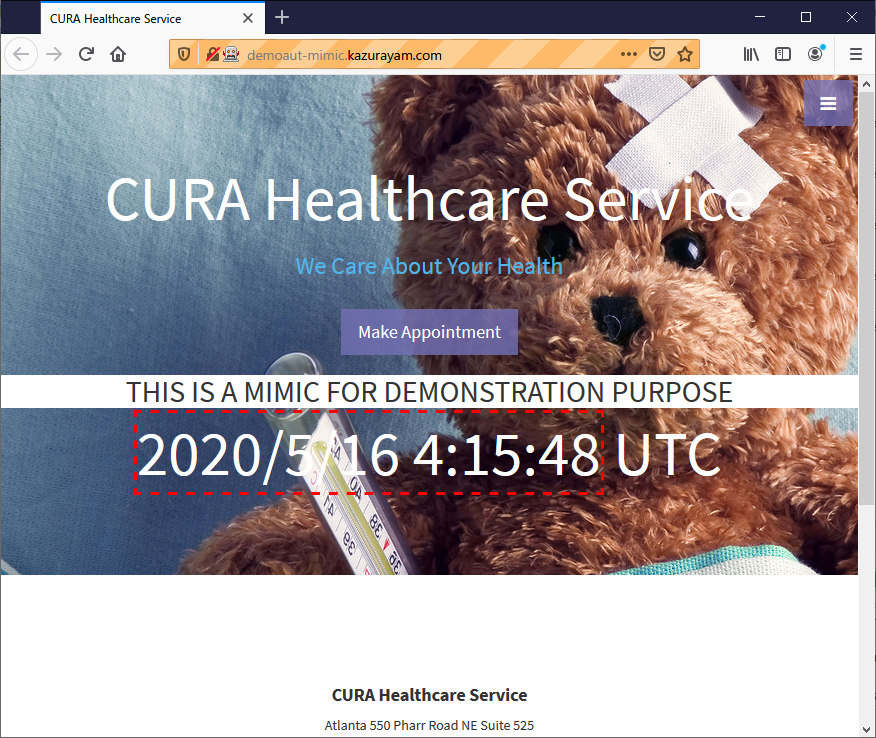 CURA Healthcare Service
demoaut-mimic.kazurayam.com
CURA Healthcare Service
We Care About Your Health
Make Appointment
THIS IS A MIMIC FOR DEMONSTRATION PURPOSE
2020/5/16 4:15:48 UTC
CURA Healthcare Service
Atlanta 550 Pharr Road NE Suite 525